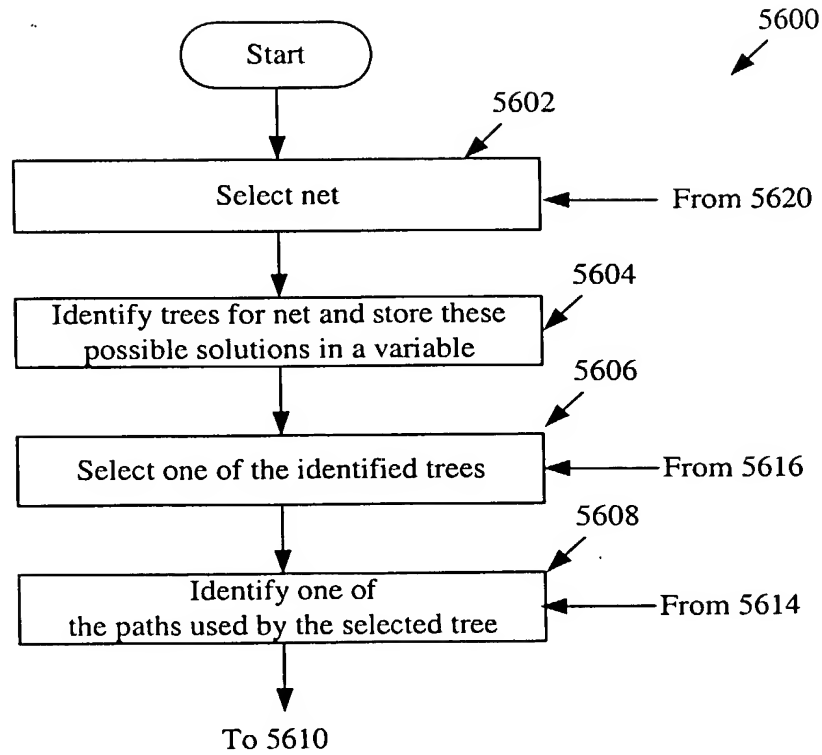 5600
Start
5602
Select net
From 5620
5604
Identify trees for net and store these
possible solutions in a variable
5606
Select one of the identified trees
From 5616
5608
Identify one of
the paths used by the selected tree
From 5614
To 5610